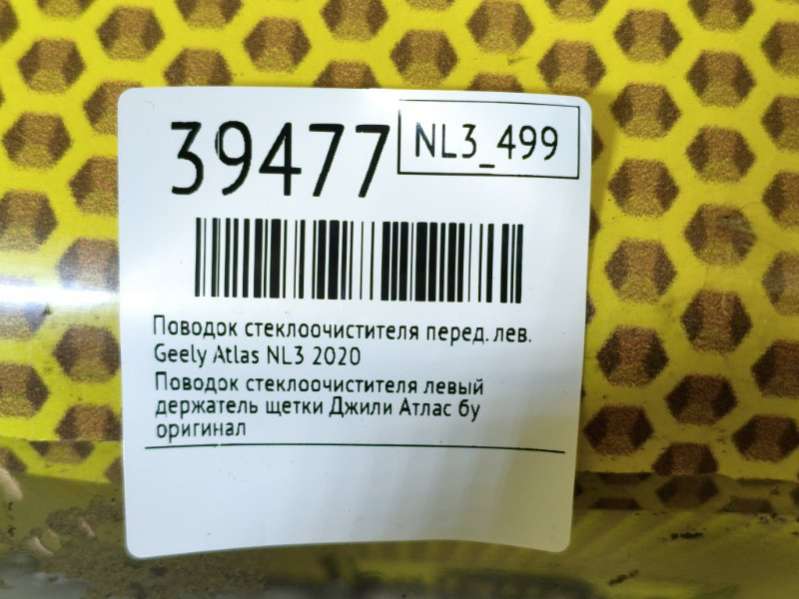 39477
NL3_499
Поводок стеклоочистителя перед. лев.
Geely Atlas NL3 2020
Поводок стеклоочистителя левый
держатель щетки Джили Атлас бу
оригинал